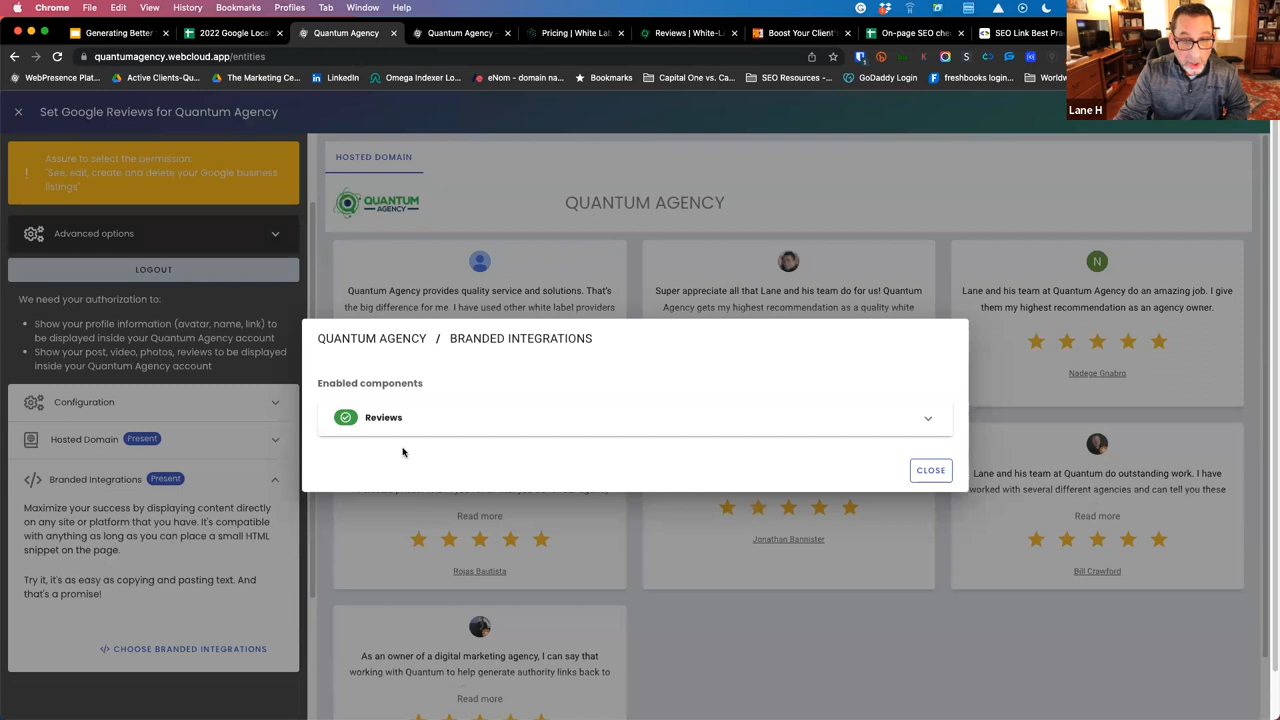 Chrome File Edit View History Bookmarks Profiles Tab Window Help
Generating Better 2022 Google Local Quantum Agency Quantum Agency - Pricing | White Lab Reviews | White-L Boost Your Client's On-page SEO chec SEO Link Best Prac
quantumagency.webcloud.app/entities
WebPresence Plat... Active Clients-Qu... The Marketing Ce... LinkedIn Omega Indexer Lo... eNom - domain na... Bookmarks Capital One vs. Ca... SEO Resources -... GoDaddy Login freshbooks login... Worldw
Lane H
Set Google Reviews for Quantum Agency
Assure to select the permission:
"See, edit, create and delete your Google business
listings"
Advanced options
LOGOUT
We need your authorization to:
Show your profile information (avatar, name, link) to
be displayed inside your Quantum Agency account
Show your post, video, photos, reviews to be displayed
inside your Quantum Agency account
Configuration
Hosted Domain Present
Branded Integrations Present
Maximize your success by displaying content directly
on any site or platform that you have. It's compatible
with anything as long as you can place a small HTML
snippet on the page.
Try it, it's as easy as copying and pasting text. And
that's a promise!
</> CHOOSE BRANDED INTEGRATIONS
HOSTED DOMAIN
QUANTUM
AGENCY
QUANTUM AGENCY
Quantum Agency provides quality service and solutions. That's
the big difference for me. I have used other white label providers
Super appreciate all that Lane and his team do for us! Quantum
Agency gets my highest recommendation as a quality white
N
Lane and his team at Quantum Agency do an amazing job. I give
them my highest recommendation as an agency owner.
Nadege Gnabro
QUANTUM AGENCY / BRANDED INTEGRATIONS
Enabled components
Reviews
CLOSE
Read more
Rojas Bautista
Jonathan Bannister
Lane and his team at Quantum do outstanding work. I have
worked with several different agencies and can tell you these
Read more
Bill Crawford
As an owner of a digital marketing agency, I can say that
working with Quantum to help generate authority links back to
Read more